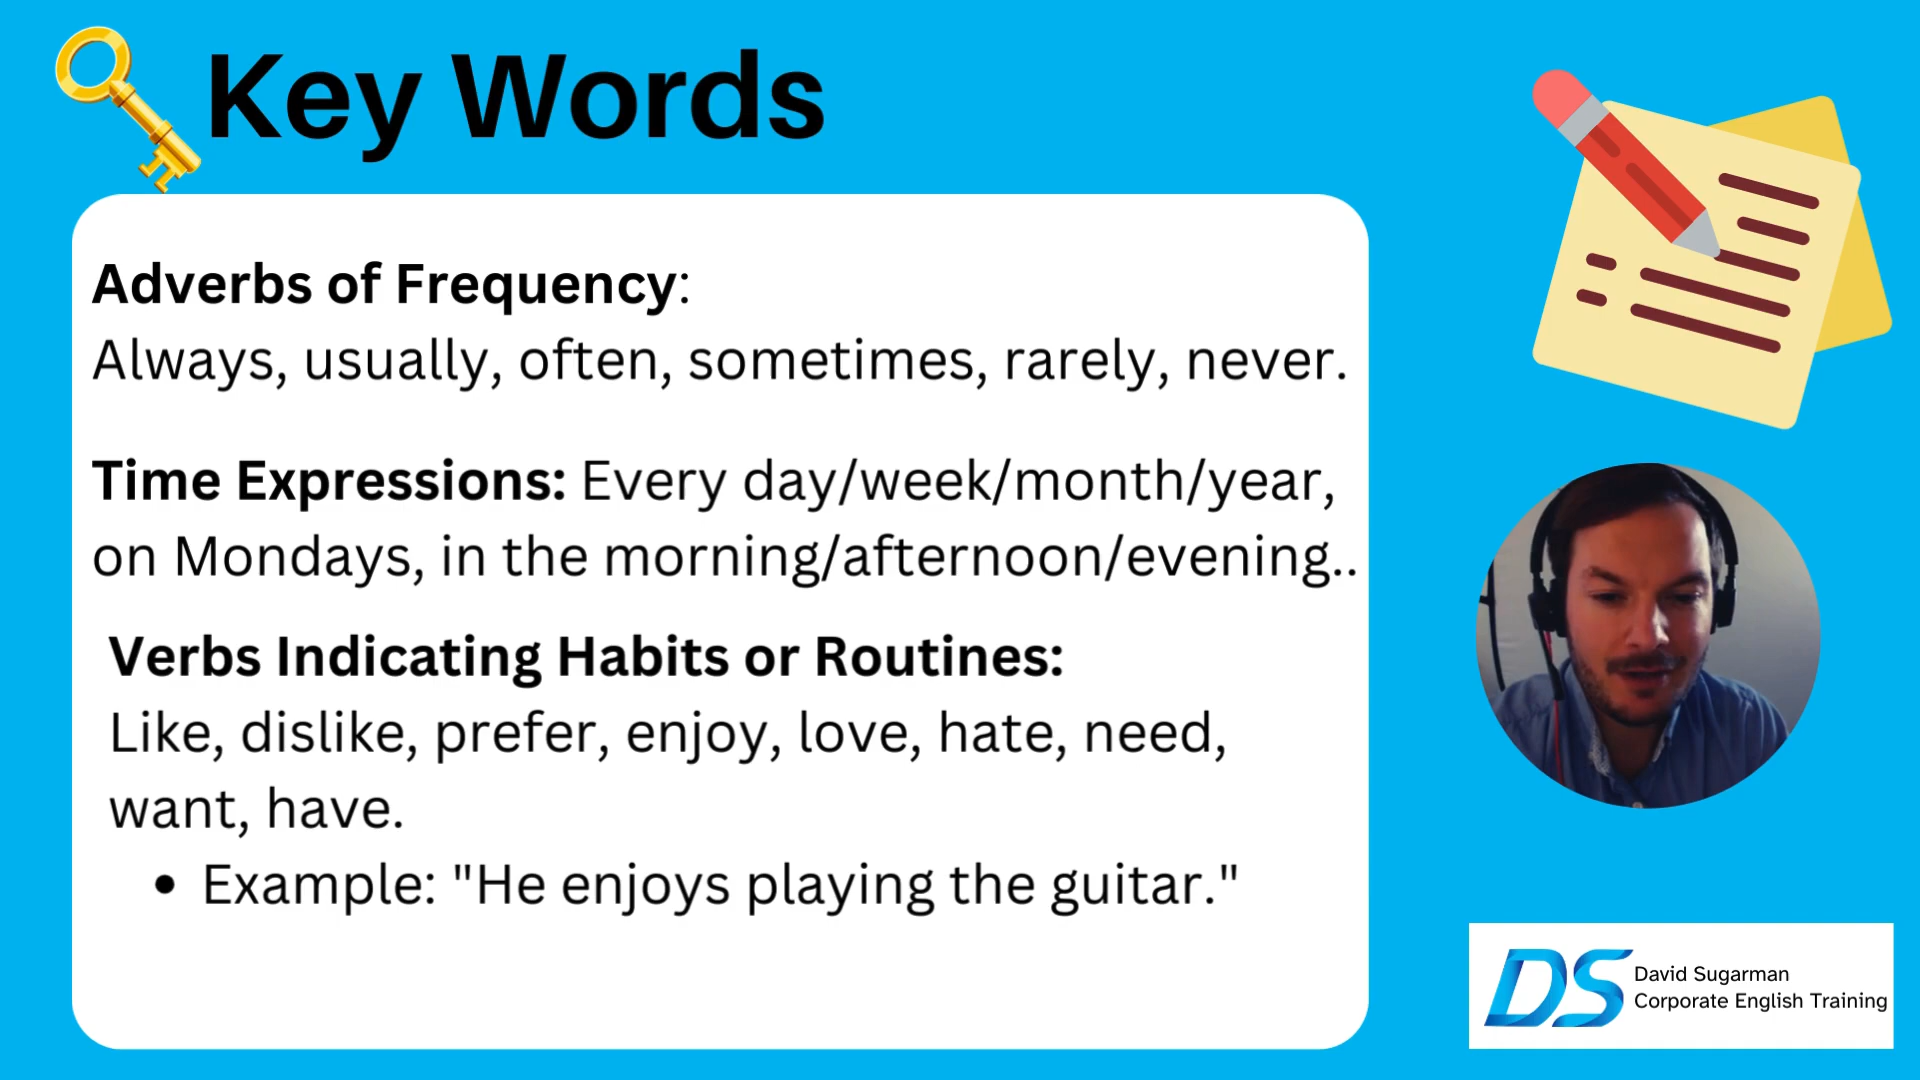 Key Words
Adverbs of Frequency:
Always, usually, often, sometimes, rarely, never.
Time Expressions: Every day/week/month/year,
on Mondays, in the morning/afternoon/evening..
Verbs Indicating Habits or Routines:
Like, dislike, prefer, enjoy, love, hate, need,
want, have.
• Example: "He enjoys playing the guitar."
DS
David Sugarman
Corporate English Training